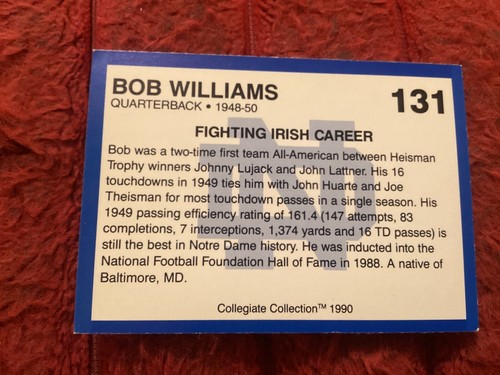 BOB WILLIAMS
131
QUARTERBACK • 1948-50
FIGHTING IRISH CAREER
Bob was a two-time first team All-American between Heisman
Trophy winners Johnny Lujack and John Lattner. His 16
touchdowns in 1949 ties him with John Huarte and Joe
Theisman for most touchdown passes in a single season. His
1949 passing efficiency rating of 161.4 (147 attempts, 83
completions, 7 interceptions, 1,374 yards and 16 TD passes) is
still the best in Notre Dame history. He was inducted into the
National Football Foundation Hall of Fame in 1988. A native of
Baltimore, MD.
Collegiate Collection™ 1990